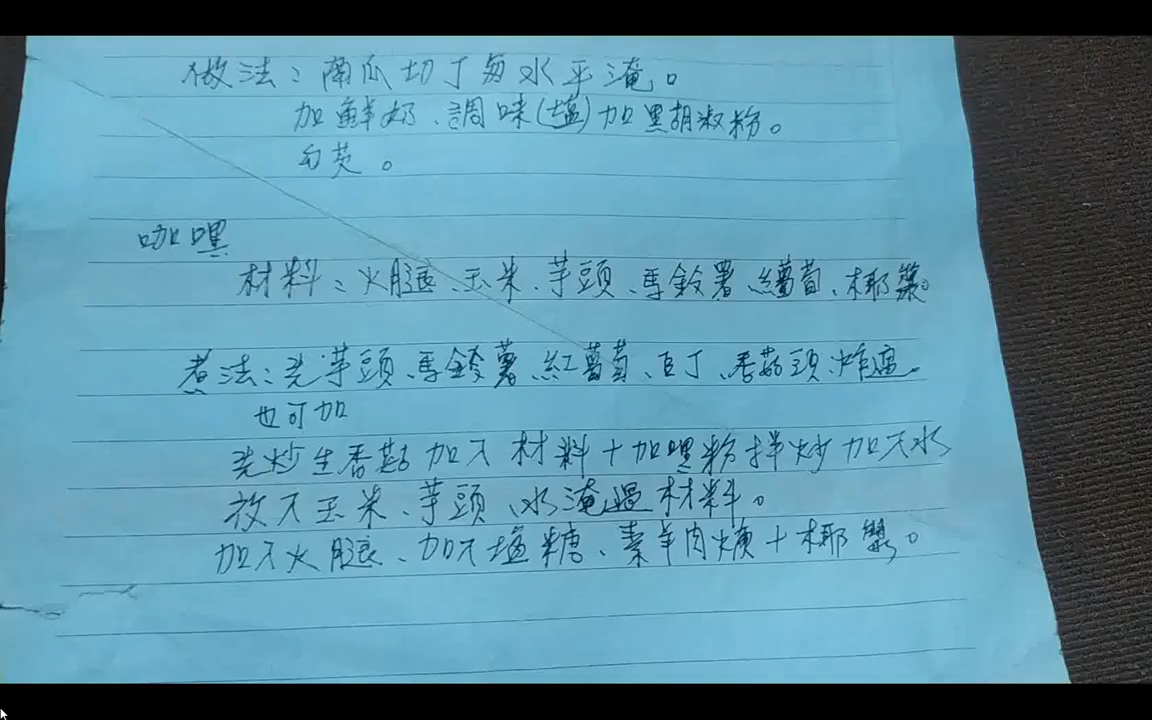 做法：南瓜切丁與水平淹。
加鮮奶、調味(塩)加黑胡椒粉。
勾芡。
咖哩
材料：火腿、玉米、芋頭、馬鈴薯、紅蘿蔔、椰漿。
煮法：先芋頭、馬鈴薯、紅蘿蔔、豆丁、香菇頭、炸過。
也可加
先炒生香菇加入材料+咖哩粉拌炒加入水
放入玉米、芋頭、水淹過材料。
加入火腿、加入塩糖、素羊肉燥+椰漿。